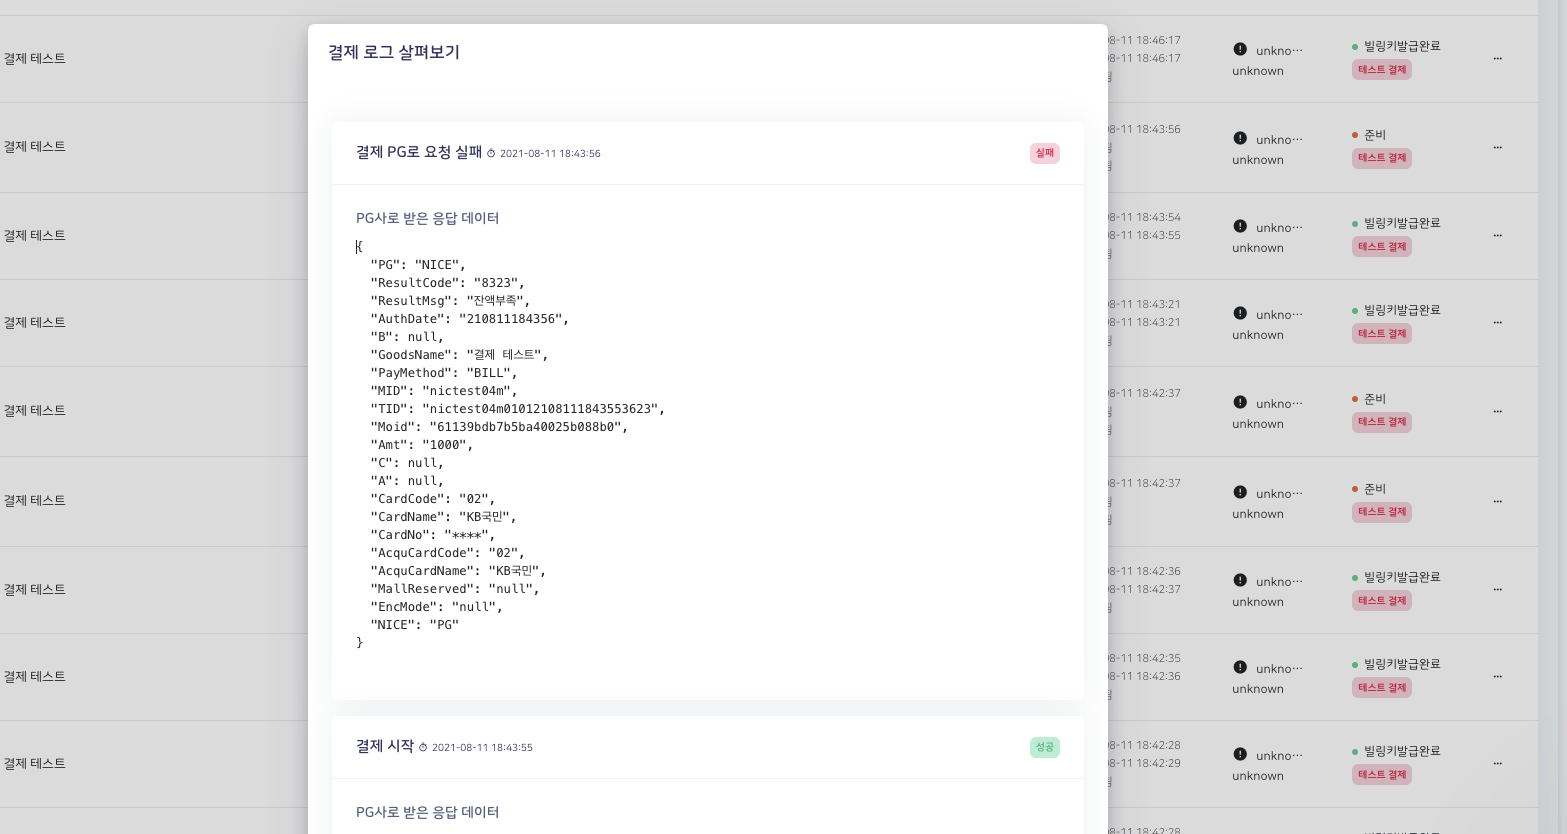 결제 로그 살펴보기
결제 PG로 요청 실패 2021-08-11 18:43:56
실패
PG사로 받은 응답 데이터
{
"PG": "NICE",
"ResultCode": "8323",
"ResultMsg": "잔액부족",
"AuthDate": "210811184356",
"B": null,
"GoodsName": "결제 테스트",
"PayMethod": "BILL",
"MID": "nictest04m",
"TID": "nictest04m01012108111843553623",
"Moid": "61139bdb7b5ba40025b088b0",
"Amt": "1000",
"C": null,
"A": null,
"CardCode": "02",
"CardName": "KB국민",
"CardNo": "****",
"AcquCardCode": "02",
"AcquCardName": "KB국민",
"MallReserved": "null",
"EncMode": "null",
"NICE": "PG"
}
결제 시작 2021-08-11 18:43:55
성공
PG사로 받은 응답 데이터
결제 테스트
08-11 18:46:17
08-11 18:46:17
unkno…
unknown
빌링키발급완료
테스트 결제
결제 테스트
08-11 18:43:56
unkno…
unknown
준비
테스트 결제
결제 테스트
08-11 18:43:54
08-11 18:43:55
unkno…
unknown
빌링키발급완료
테스트 결제
결제 테스트
08-11 18:43:21
08-11 18:43:21
unkno…
unknown
빌링키발급완료
테스트 결제
결제 테스트
08-11 18:42:37
unkno…
unknown
준비
테스트 결제
결제 테스트
08-11 18:42:37
unkno…
unknown
준비
테스트 결제
결제 테스트
08-11 18:42:36
08-11 18:42:37
unkno…
unknown
빌링키발급완료
테스트 결제
결제 테스트
08-11 18:42:35
08-11 18:42:36
unkno…
unknown
빌링키발급완료
테스트 결제
결제 테스트
08-11 18:42:28
08-11 18:42:29
unkno…
unknown
빌링키발급완료
테스트 결제
08-11 18:42:28